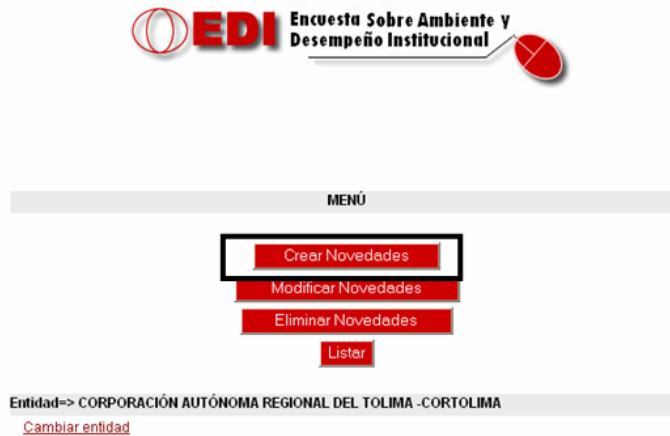 EDI Encuesta Sobre Ambiente y
Desempeño Institucional
MENÚ
Crear Novedades
Modificar Novedades
Eliminar Novedades
Listar
Entidad=> CORPORACIÓN AUTÓNOMA REGIONAL DEL TOLIMA -CORTOLIMA
Cambiar entidad